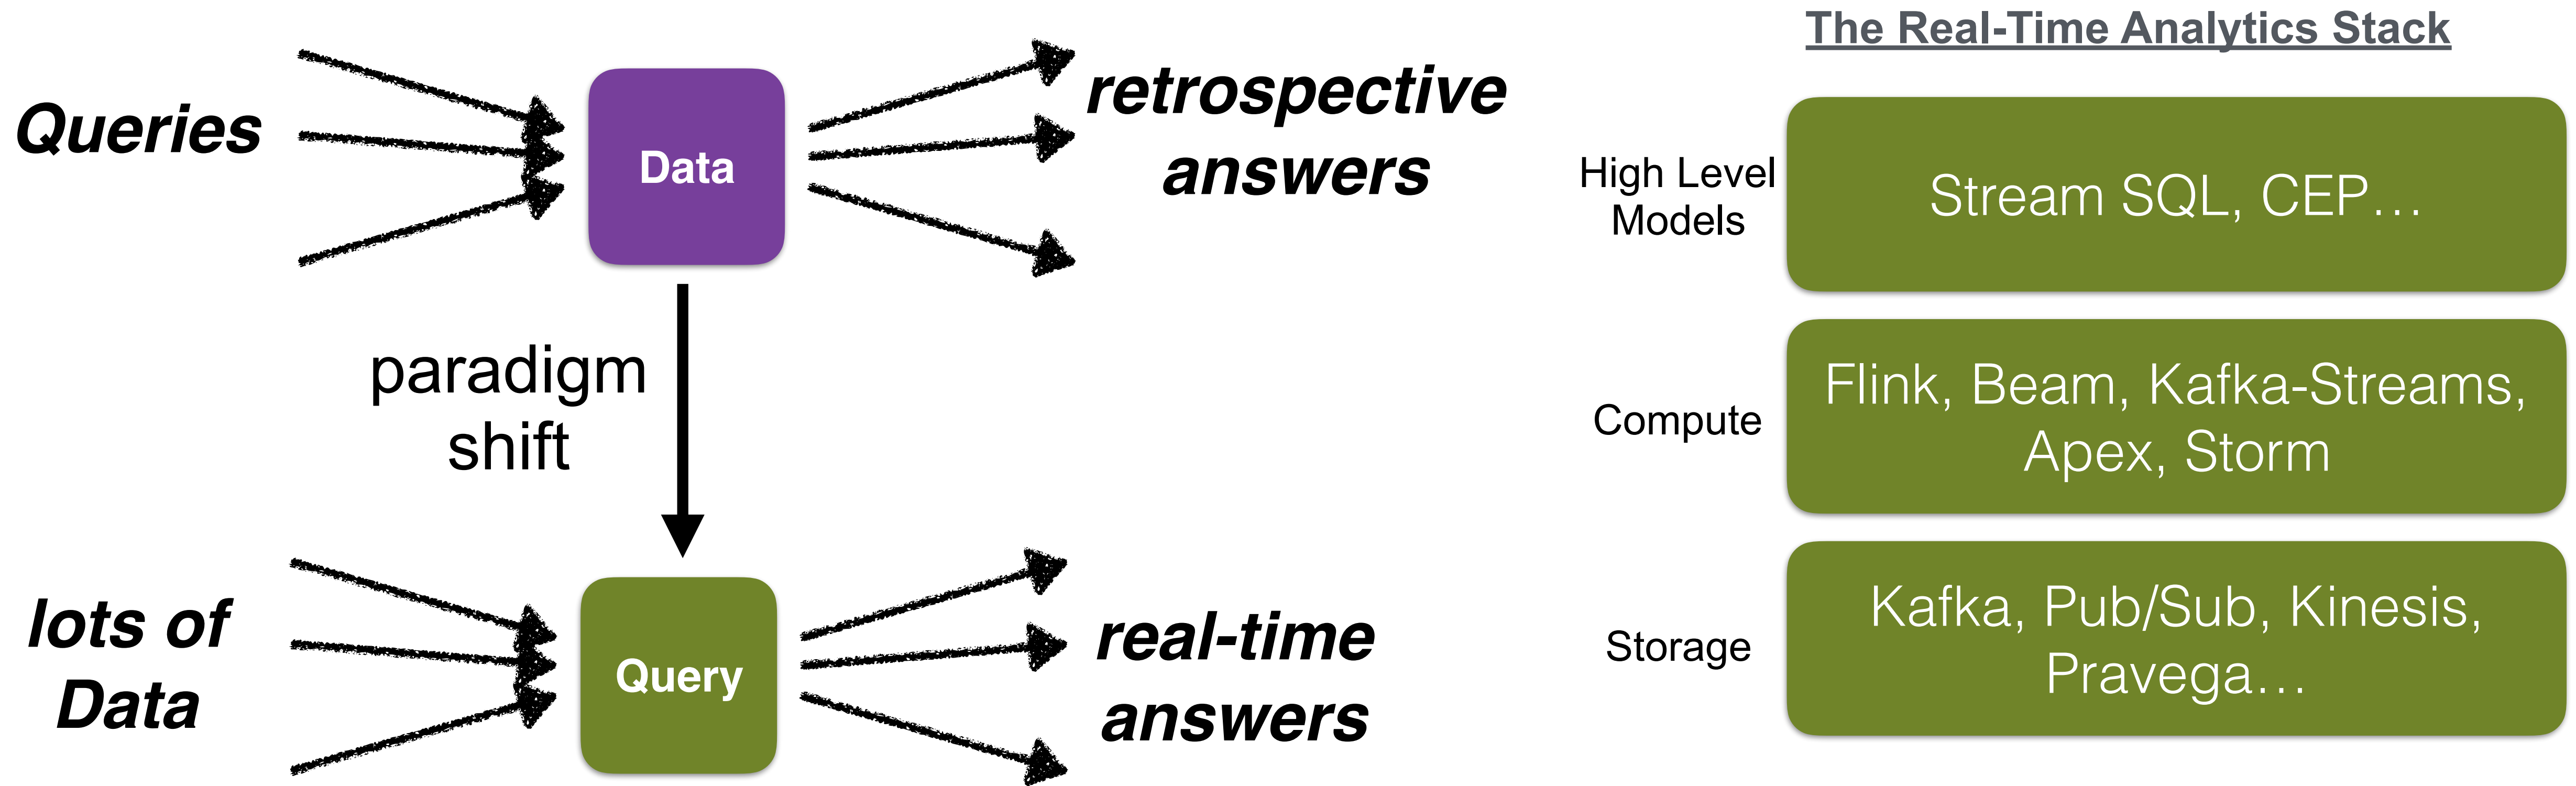 Queries
Data
retrospective
answers
paradigm
shift
lots of
Data
Query
real-time
answers
The Real-Time Analytics Stack
High Level
Models
Stream SQL, CEP…
Compute
Flink, Beam, Kafka-Streams,
Apex, Storm
Storage
Kafka, Pub/Sub, Kinesis,
Pravega…